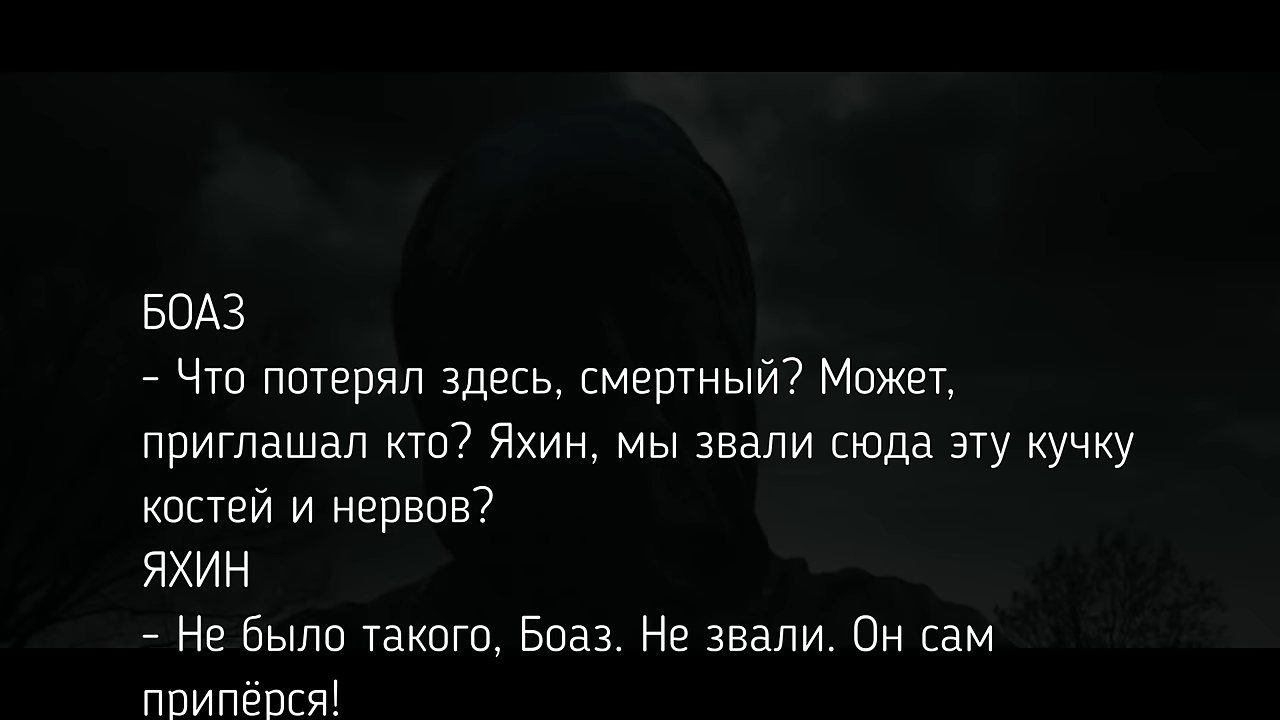 БОАЗ
– Что потерял здесь, смертный? Может,
приглашал кто? Яхин, мы звали сюда эту кучку
костей и нервов?
ЯХИН
– Не было такого, Боаз. Не звали. Он сам
припёрся!